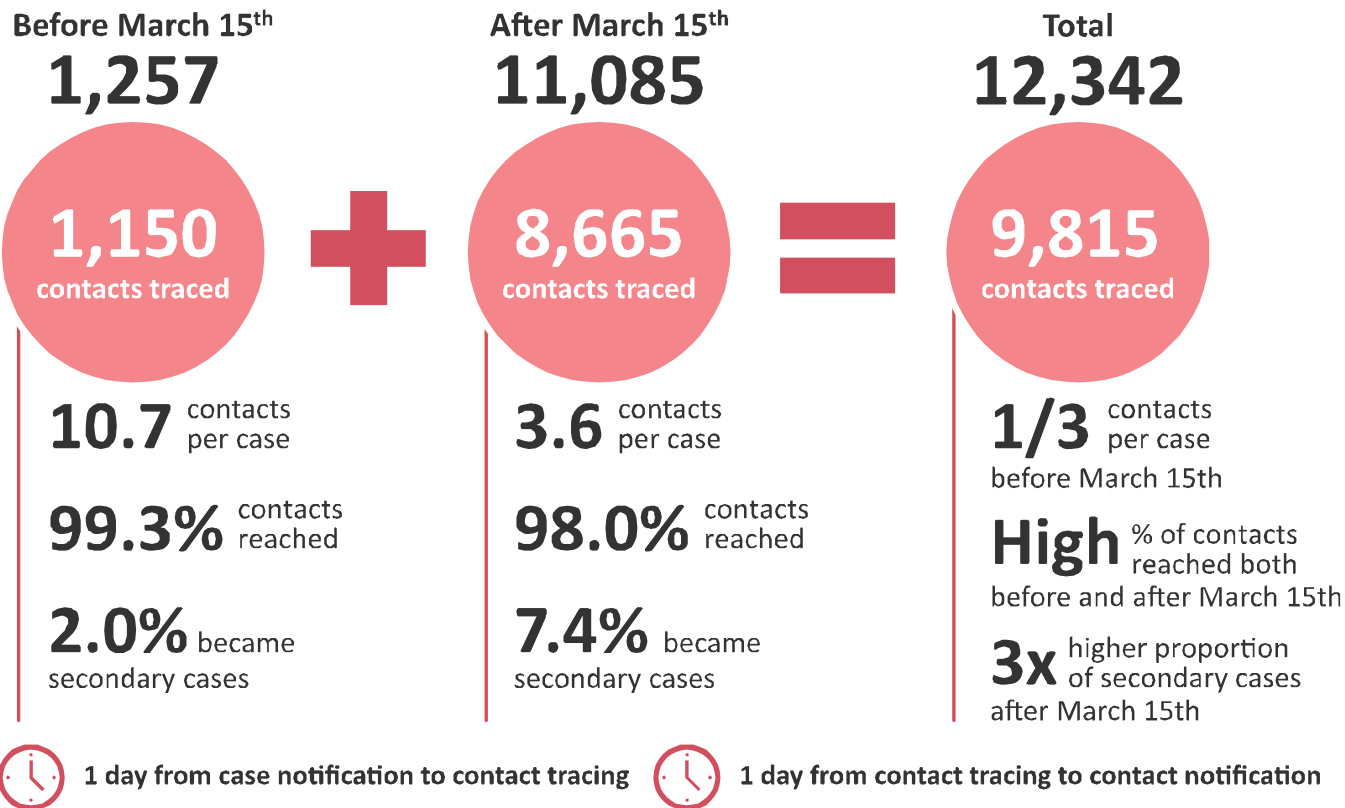 Before March 15th
1,257
1,150
contacts traced
10.7 contacts
per case
99.3% contacts
reached
2.0% became
secondary cases
After March 15th
11,085
8,665
contacts traced
3.6 contacts
per case
98.0% contacts
reached
7.4% became
secondary cases
Total
12,342
9,815
contacts traced
1/3 contacts
per case
before March 15th
High % of contacts
reached both
before and after March 15th
3x higher proportion
of secondary cases
after March 15th
1 day from case notification to contact tracing
1 day from contact tracing to contact notification